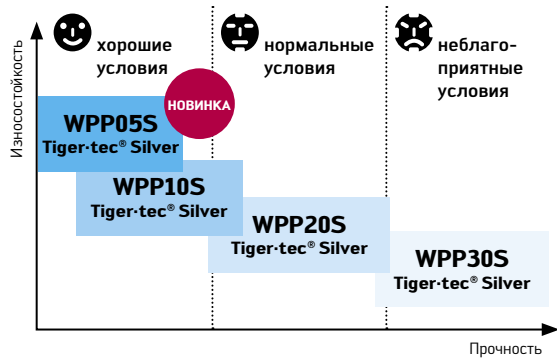 Износостойкость
хорошие
условия
нормальные
условия
неблаго-
приятные
условия
НОВИНКА
WPP05S
Tiger·tec® Silver
WPP10S
Tiger·tec® Silver
WPP20S
Tiger·tec® Silver
WPP30S
Tiger·tec® Silver
Прочность